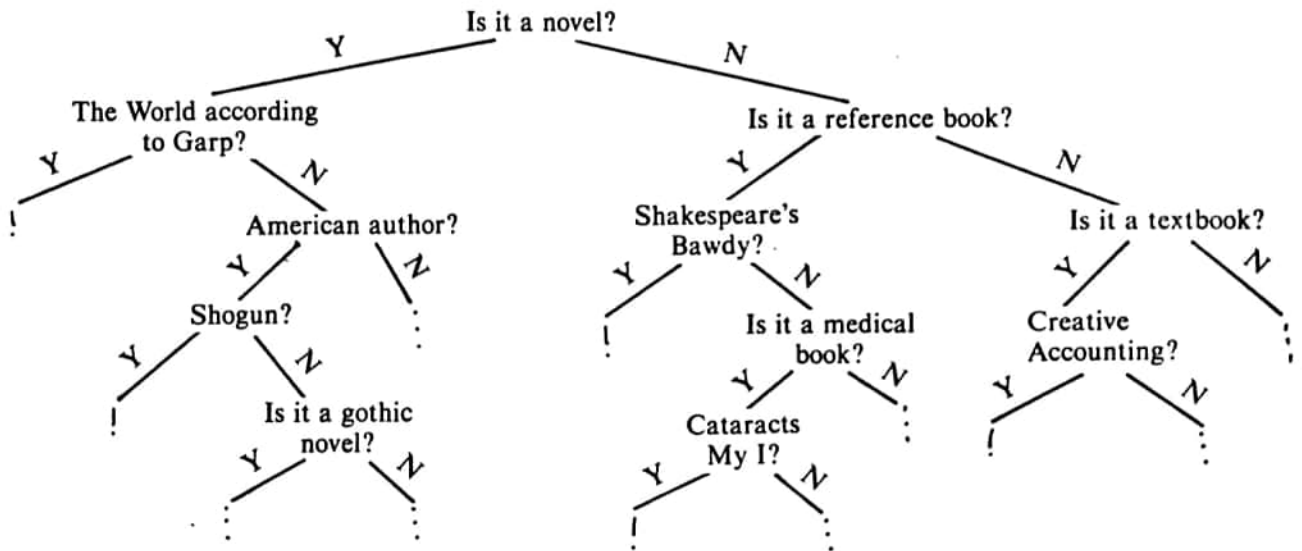 Is it a novel?
Y
N
The World according
to Garp?
Is it a reference book?
Y
N
Y
N
American author?
Shakespeare's
Bawdy?
Is it a textbook?
Y
N
Y
N
Y
N
Shogun?
Is it a medical
book?
Creative
Accounting?
Y
N
Y
N
Y
N
Is it a gothic
novel?
Cataracts
My I?
Y
N
Y
N